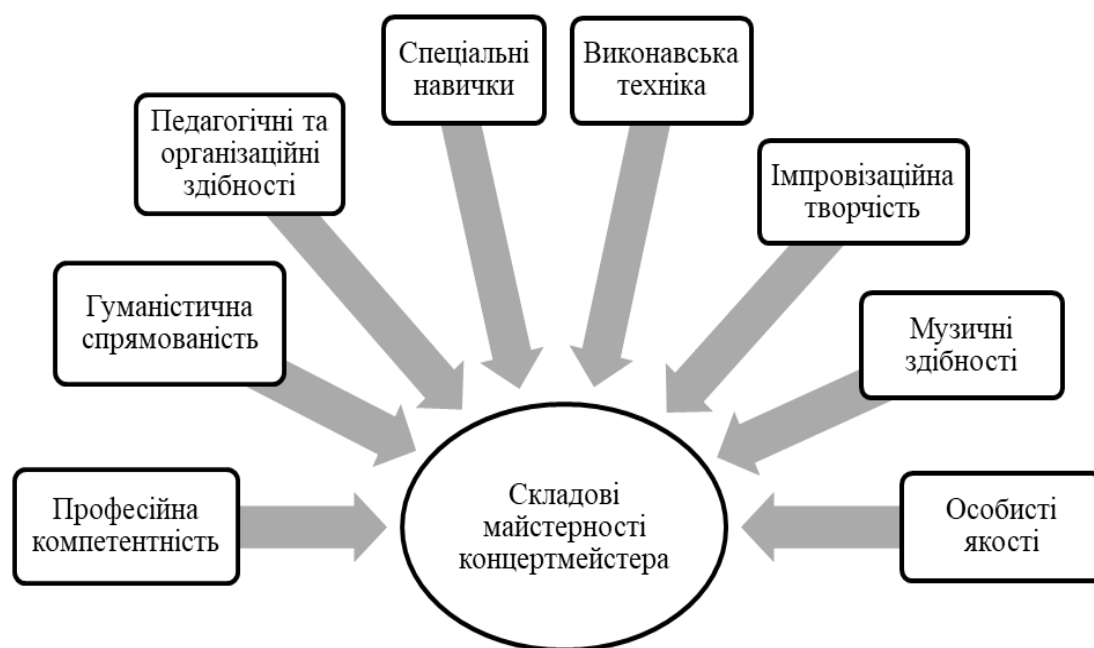 Спеціальні
навички
Виконавська
техніка
Педагогічні та
організаційні
здібності
Імпровізаційна
творчість
Гуманістична
спрямованість
Музичні
здібності
Професійна
компетентність
Складові
майстерності
концертмейстера
Особисті
якості